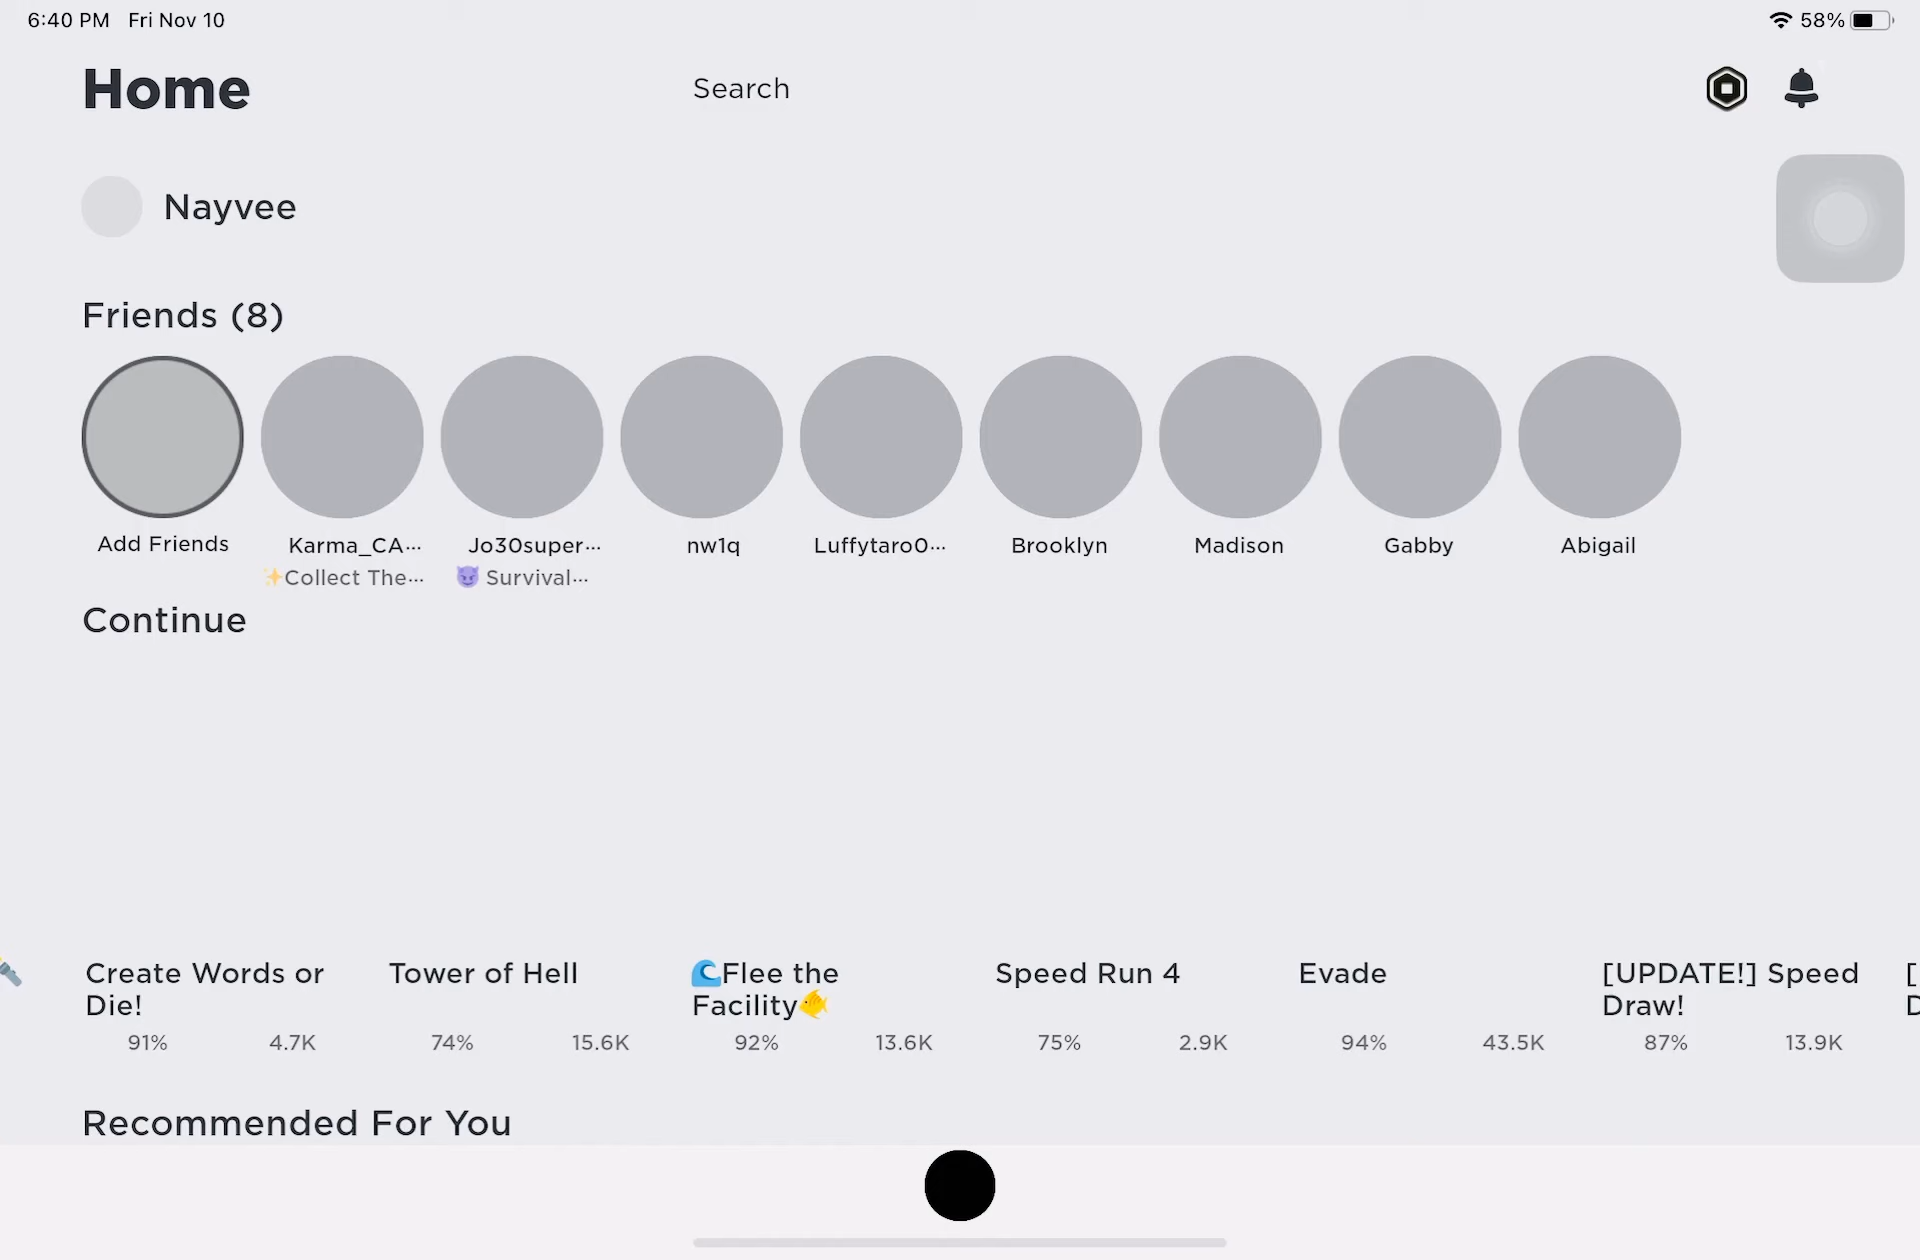 6:40 PM Fri Nov 10
58%
Home
Search
Nayvee
Friends (8)
Add Friends
Karma_CA...
Jo30super...
nw1q
Luffytaro0...
Brooklyn
Madison
Gabby
Abigail
✨Collect The...
😈 Survival...
Continue
Create Words or
Die!
91% 4.7K
Tower of Hell
74% 15.6K
🌊Flee the
Facility🐠
92% 13.6K
Speed Run 4
75% 2.9K
Evade
94% 43.5K
[UPDATE!] Speed
Draw!
87% 13.9K
Recommended For You